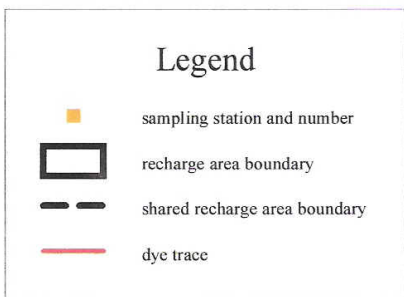 Legend
sampling station and number
recharge area boundary
shared recharge area boundary
dye trace